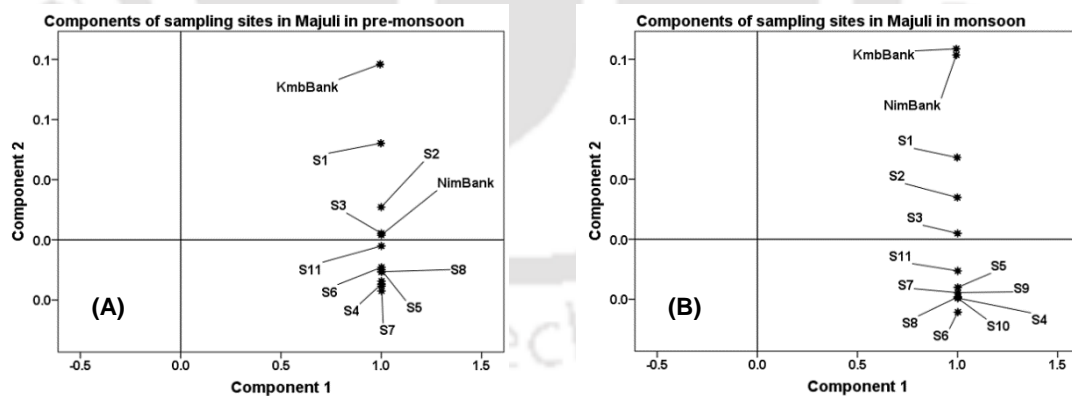 Components of sampling sites in Majuli in pre-monsoon
Component 2
0.1
0.1
0.0
0.0
0.0
KmbBank
S1
S2
NimBank
S3
S11
S8
S6
S5
S4
S7
(A)
-0.5
0.0
0.5
1.0
1.5
Component 1
Components of sampling sites in Majuli in monsoon
Component 2
0.1
0.1
0.0
0.0
0.0
KmbBank
NimBank
S1
S2
S3
S11
S5
S7
S9
S8
S10
S4
S6
(B)
-0.5
0.0
0.5
1.0
1.5
Component 1